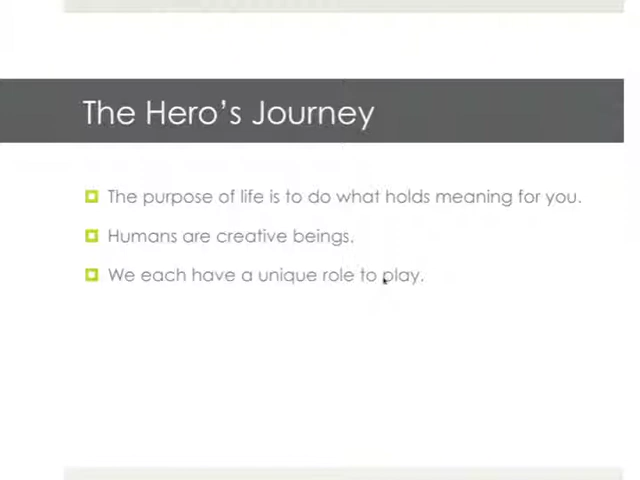 The Hero's Journey
The purpose of life is to do what holds meaning for you.
Humans are creative beings.
We each have a unique role to play.